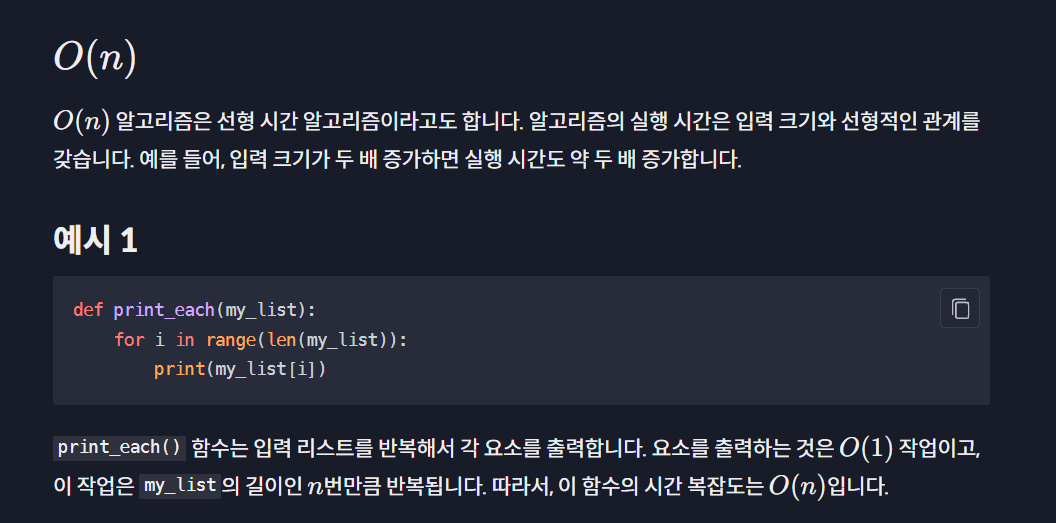 O(n)
O(n) 알고리즘은 선형 시간 알고리즘이라고도 합니다. 알고리즘의 실행 시간은 입력 크기와 선형적인 관계를
갖습니다. 예를 들어, 입력 크기가 두 배 증가하면 실행 시간도 약 두 배 증가합니다.
예시 1
def print_each(my_list):
    for i in range(len(my_list)):
        print(my_list[i])
print_each() 함수는 입력 리스트를 반복해서 각 요소를 출력합니다. 요소를 출력하는 것은 O(1) 작업이고,
이 작업은 my_list의 길이인 n번만큼 반복됩니다. 따라서, 이 함수의 시간 복잡도는 O(n)입니다.